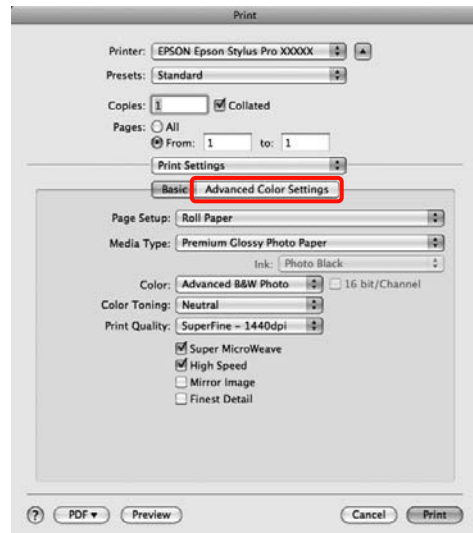 Print
Printer: EPSON Epson Stylus Pro XXXXX
Presets: Standard
Copies: 1 Collated
Pages: All
From: 1 to: 1
Print Settings
Basic Advanced Color Settings
Page Setup: Roll Paper
Media Type: Premium Glossy Photo Paper
Ink: Photo Black
Color: Advanced B&W Photo 16 bit/Channel
Color Toning: Neutral
Print Quality: SuperFine – 1440dpi
Super MicroWeave
High Speed
Mirror Image
Finest Detail
? PDF Preview Cancel Print